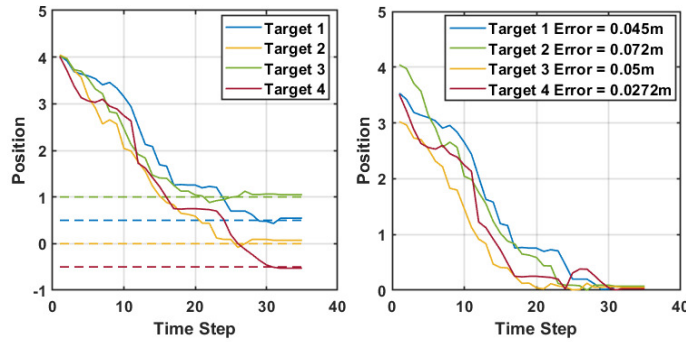 5
4
3
2
1
0
-1
Position
0
10
20
30
40
Time Step
Target 1
Target 2
Target 3
Target 4
5
4
3
2
1
0
Position
0
10
20
30
40
Time Step
Target 1 Error = 0.045m
Target 2 Error = 0.072m
Target 3 Error = 0.05m
Target 4 Error = 0.0272m